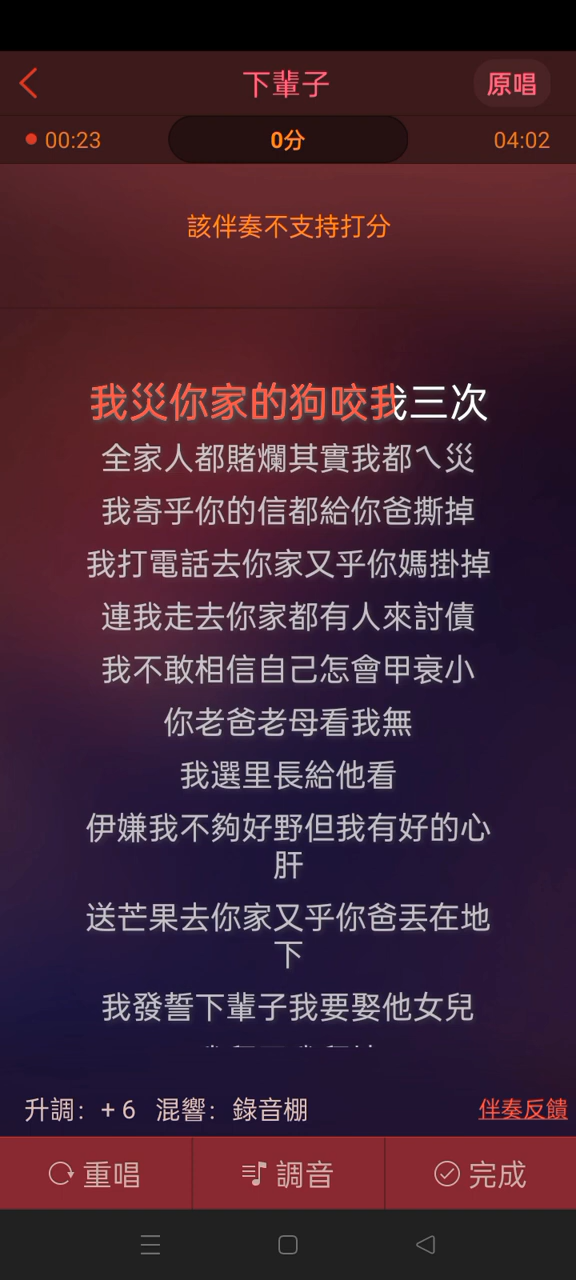 下輩子
原唱
00:23
0分
04:02
該伴奏不支持打分
我災你家的狗咬我三次
全家人都賭爛其實我都ㄟ災
我寄乎你的信都給你爸撕掉
我打電話去你家又乎你媽掛掉
連我走去你家都有人來討債
我不敢相信自己怎會甲衰小
你老爸老母看我無
我選里長給他看
伊嫌我不夠好野但我有好的心
肝
送芒果去你家又乎你爸丟在地
下
我發誓下輩子我要娶他女兒
升調：+6 混響：錄音棚
伴奏反饋
重唱
調音
完成